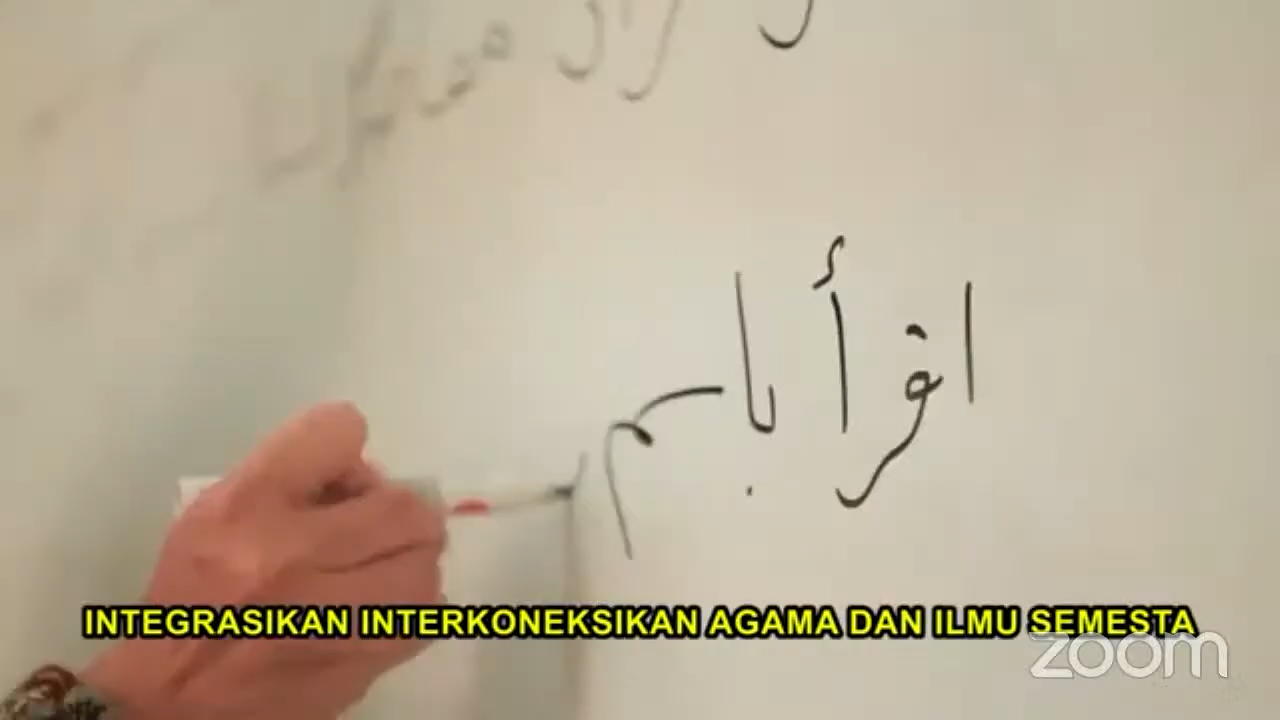 اقرأ باسم
INTEGRASIKAN INTERKONEKSIKAN AGAMA DAN ILMU SEMESTA
zoom